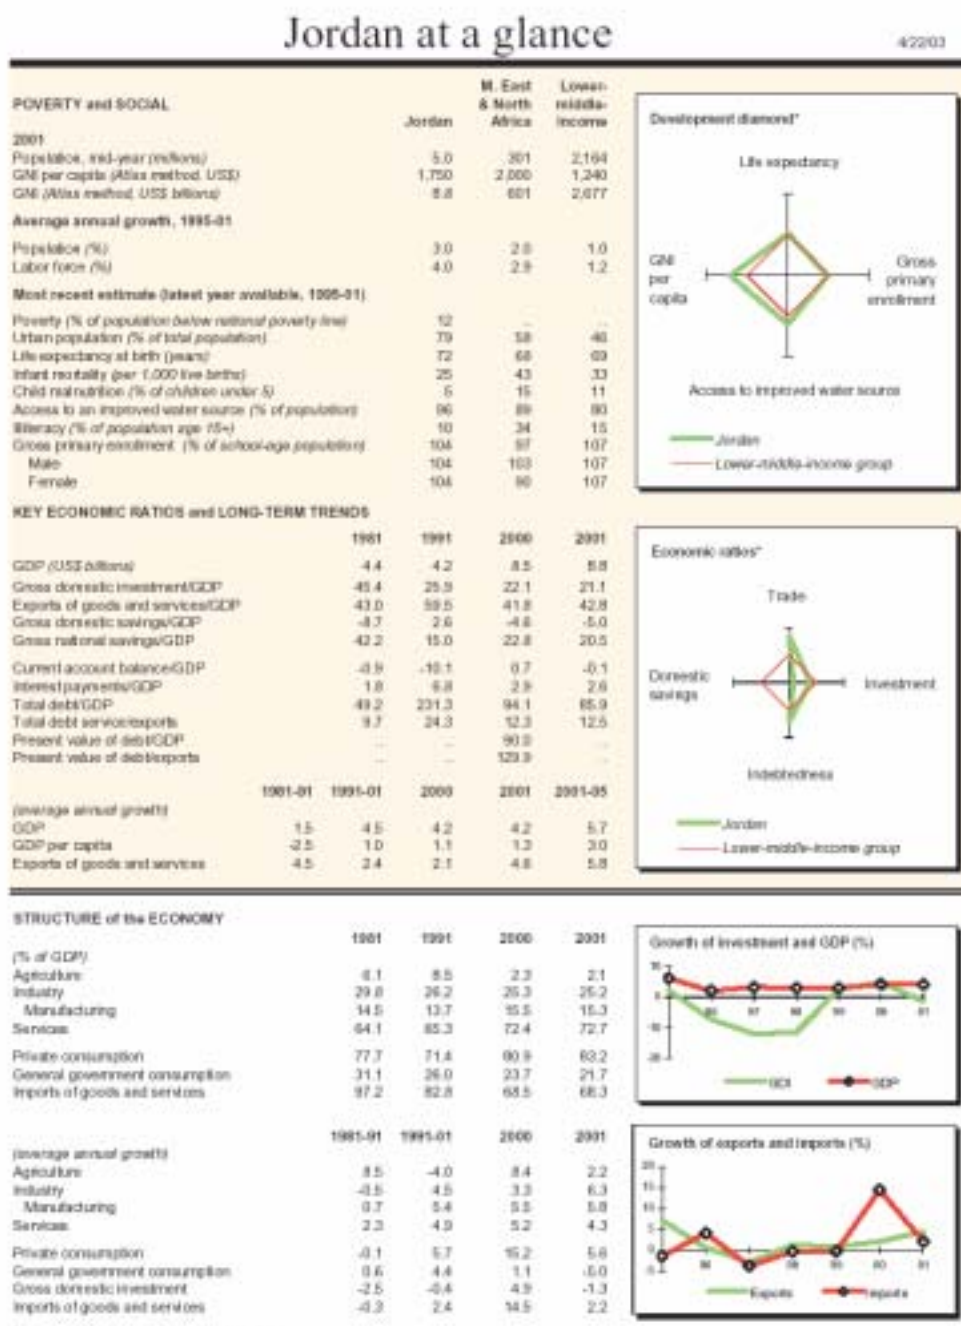 Jordan at a glance
4/22/03
POVERTY and SOCIAL
Jordan
M. East & North Africa
Lower-middle-income
2001
Population, mid-year (millions) 5.0 301 2,164
GNI per capita (Atlas method, US$) 1,750 2,000 1,240
GNI (Atlas method, US$ billions) 8.8 601 2,677
Average annual growth, 1995-01
Population (%) 3.0 2.0 1.0
Labor force (%) 4.0 2.9 1.2
Most recent estimate (latest year available, 1995-01)
Poverty (% of population below national poverty line) 12 .. ..
Urban population (% of total population) 79 58 46
Life expectancy at birth (years) 72 68 69
Infant mortality (per 1,000 live births) 25 43 33
Child malnutrition (% of children under 5) 5 15 11
Access to an improved water source (% of population) 96 89 80
Illiteracy (% of population age 15+) 10 34 15
Gross primary enrollment (% of school-age population) 104 97 107
Male 104 103 107
Female 104 90 107
Development diamond*
Life expectancy
GNI per capita
Gross primary enrollment
Access to improved water source
Jordan
Lower-middle-income group
KEY ECONOMIC RATIOS and LONG-TERM TRENDS
1981 1991 2000 2001
GDP (US$ billions) 4.4 4.2 8.5 8.8
Gross domestic investment/GDP 45.4 25.9 22.1 21.1
Exports of goods and services/GDP 43.0 59.5 41.8 42.8
Gross domestic savings/GDP -8.7 2.6 -4.6 -5.0
Gross national savings/GDP 42.2 15.0 22.8 20.5
Current account balance/GDP -0.9 -10.1 0.7 -0.1
Interest payments/GDP 1.8 6.8 2.9 2.6
Total debt/GDP 49.2 231.3 94.1 85.9
Total debt service/exports 9.7 24.3 12.3 12.5
Present value of debt/GDP .. .. 90.0 ..
Present value of debt/exports .. .. 129.9 ..
1981-91 1991-01 2000 2001 2001-05
(average annual growth)
GDP 1.5 4.5 4.2 4.2 5.7
GDP per capita -2.5 1.0 1.1 1.3 3.0
Exports of goods and services 4.5 2.4 2.1 4.6 5.8
Economic ratios*
Trade
Domestic savings
Investment
Indebtedness
Jordan
Lower-middle-income group
STRUCTURE of the ECONOMY
1981 1991 2000 2001
(% of GDP)
Agriculture 6.1 8.5 2.3 2.1
Industry 29.8 26.2 25.3 25.2
Manufacturing 14.5 13.7 15.5 15.3
Services 64.1 65.3 72.4 72.7
Private consumption 77.7 71.4 80.9 83.2
General government consumption 31.1 26.0 23.7 21.7
Imports of goods and services 97.2 82.8 68.5 68.3
Growth of investment and GDP (%)
GDI
GDP
1981-91 1991-01 2000 2001
(average annual growth)
Agriculture 8.5 -4.0 8.4 2.2
Industry -0.5 4.5 3.3 6.3
Manufacturing 0.7 5.4 5.5 5.8
Services 2.3 4.9 5.2 4.3
Private consumption -0.1 5.7 15.2 5.6
General government consumption 0.6 4.4 1.1 -5.0
Gross domestic investment -2.5 -0.4 4.9 -1.3
Imports of goods and services -0.3 2.4 14.5 2.2
Growth of exports and imports (%)
20
15
10
5
0
-5
96 97 98 99 00 01
Exports
Imports